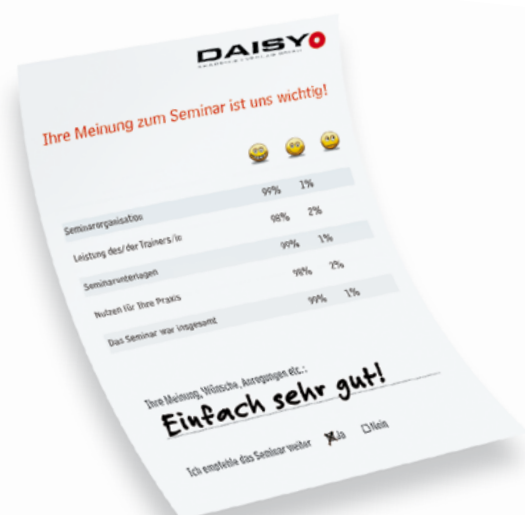 DAISY
Ihre Meinung zum Seminar ist uns wichtig!
Seminarorganisation 99% 1%
Leistung des/der Trainers/in 98% 2%
Seminarunterlagen 99% 1%
Nutzen für Ihre Praxis 98% 2%
Das Seminar war insgesamt 99% 1%
Ihre Meinung, Wünsche, Anregungen etc.:
Einfach sehr gut!
Ich empfehle das Seminar weiter Ja Nein